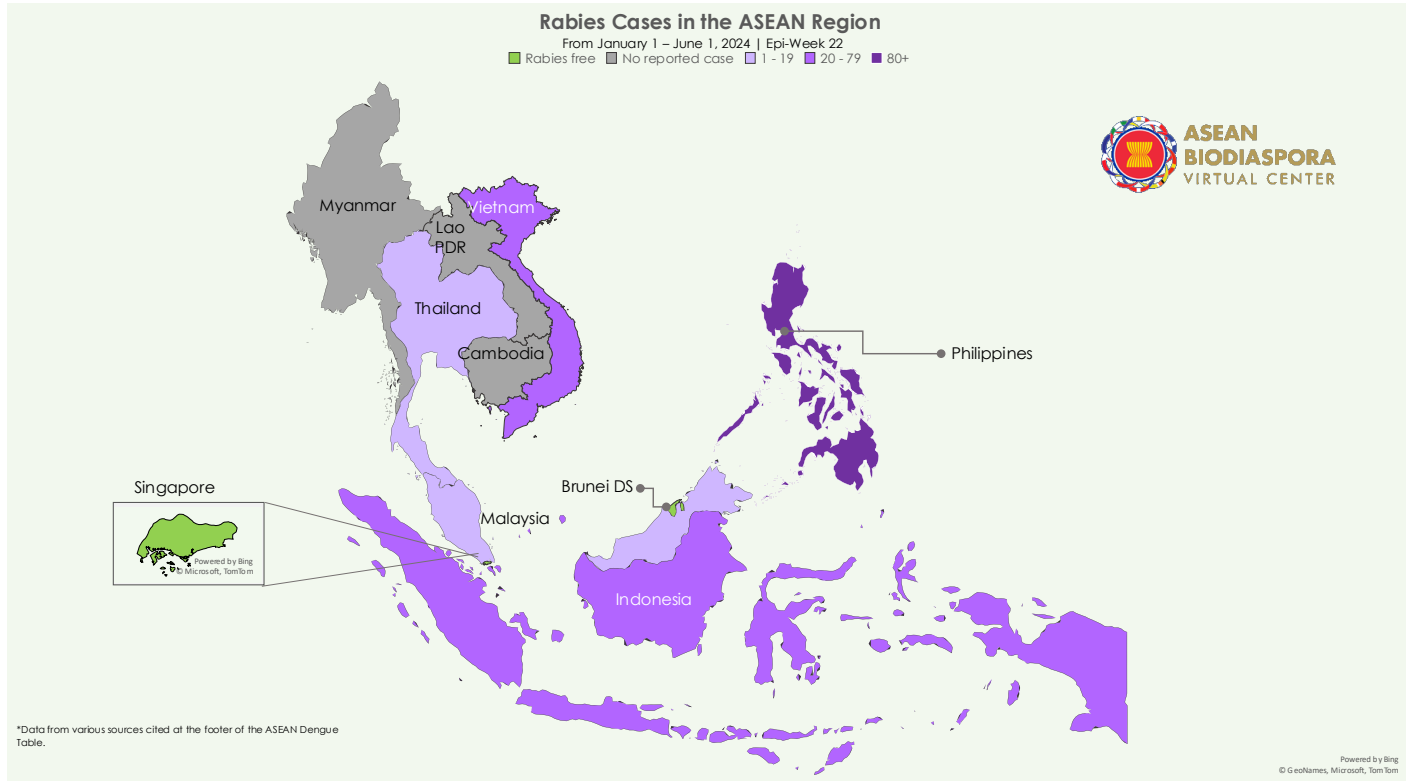 Rabies Cases in the ASEAN Region
From January 1 – June 1, 2024 | Epi-Week 22
Rabies free No reported case 1 - 19 20 - 79 80+
ASEAN
BIODIASPORA
VIRTUAL CENTER
Myanmar
Vietnam
Lao
PDR
Thailand
Cambodia
Philippines
Singapore
Brunei DS
Malaysia
Powered by Bing
© Microsoft, TomTom
Indonesia
*Data from various sources cited at the footer of the ASEAN Dengue
Table.
Powered by Bing
© GeoNames, Microsoft, TomTom